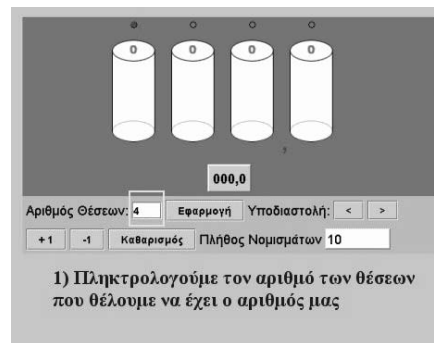 0 0 0 0
,
000,0
Αριθμός Θέσεων: 4 Εφαρμογή Υποδιαστολή: < >
+1 -1 Καθαρισμός Πλήθος Νομισμάτων 10
1) Πληκτρολογούμε τον αριθμό των θέσεων
που θέλουμε να έχει ο αριθμός μας